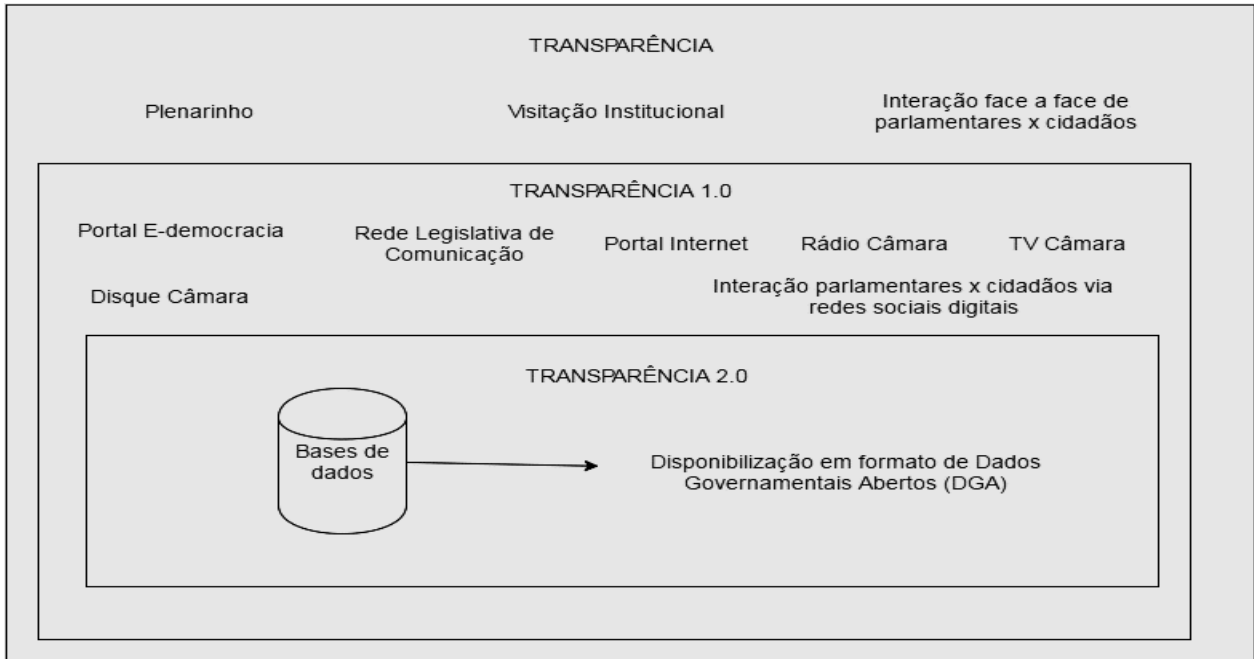 TRANSPARÊNCIA
Plenarinho
Visitação Institucional
Interação face a face de
parlamentares x cidadãos
TRANSPARÊNCIA 1.0
Portal E-democracia
Rede Legislativa de
Comunicação
Portal Internet
Rádio Câmara
TV Câmara
Disque Câmara
Interação parlamentares x cidadãos via
redes sociais digitais
TRANSPARÊNCIA 2.0
Bases de
dados
Disponibilização em formato de Dados
Governamentais Abertos (DGA)